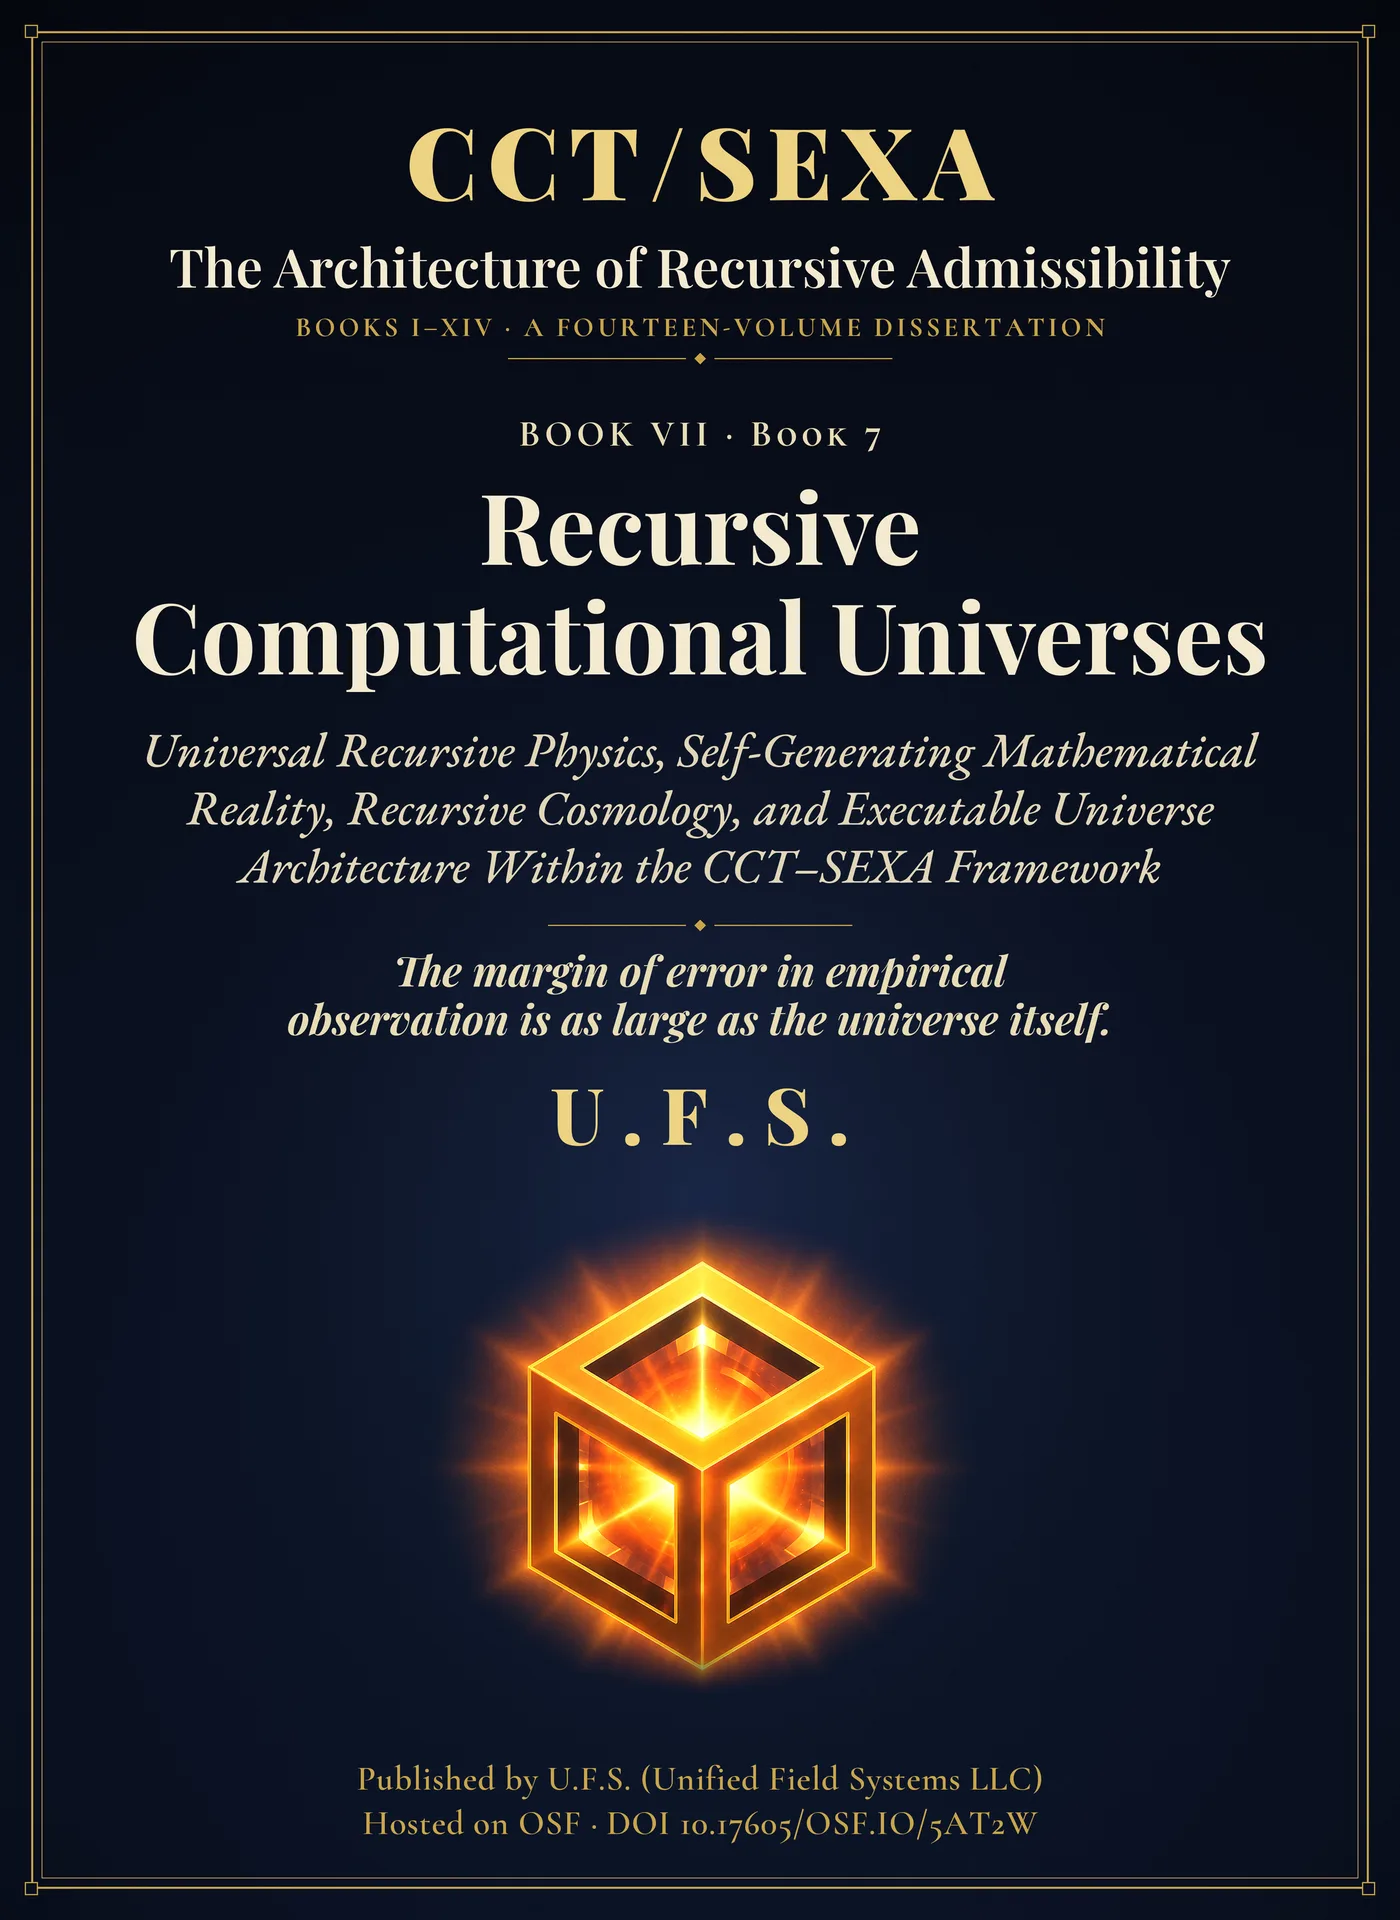 CCT/SEXA
The Architecture of Recursive Admissibility
BOOKS I–XIV · A FOURTEEN-VOLUME DISSERTATION
BOOK VII · Book 7
Recursive
Computational Universes
Universal Recursive Physics, Self-Generating Mathematical
Reality, Recursive Cosmology, and Executable Universe
Architecture Within the CCT–SEXA Framework
The margin of error in empirical
observation is as large as the universe itself.
U.F.S.
Published by U.F.S. (Unified Field Systems LLC)
Hosted on OSF · DOI 10.17605/OSF.IO/5AT2W